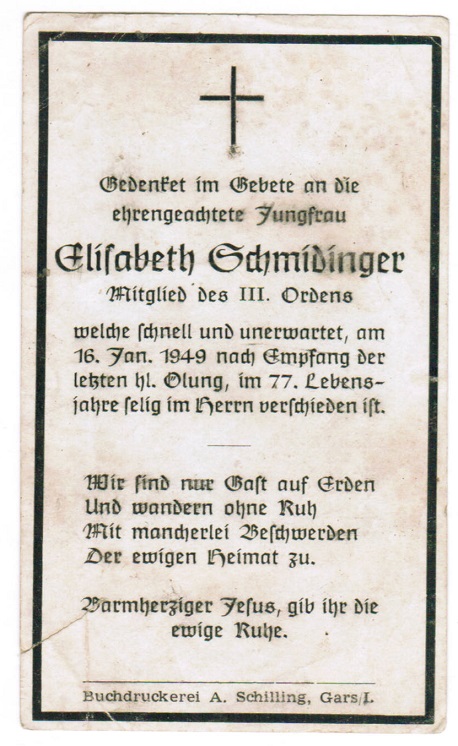 Gedenket im Gebete an die
ehrengeachtete Jungfrau
Elisabeth Schmidinger
Mitglied des III. Ordens
welche schnell und unerwartet, am
16. Jan. 1949 nach Empfang der
letzten hl. Ölung, im 77. Lebens-
jahre selig im Herrn verschieden ist.
Wir sind nur Gast auf Erden
Und wandern ohne Ruh
Mit mancherlei Beschwerden
Der ewigen Heimat zu.
Barmherziger Jesus, gib ihr die
ewige Ruhe.
Buchdruckerei A. Schilling, Gars/I.